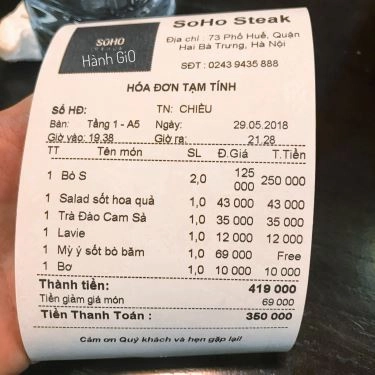 SOHO
SoHo Steak
Địa chỉ : 73 Phố Huế, Quận
Hai Bà Trưng, Hà Nội
Hành GiO
SĐT : 0243 9435 888
HÓA ĐƠN TẠM TÍNH
Số HĐ: TN: CHIỀU
Bàn: Tầng 1 - A5 Ngày: 29.05.2018
Giờ vào: 19.38 Giờ ra: 21.28
TT Tên món SL Đ.Giá T.Tiền
1 Bò S 2,0 125 000 250 000
1 Salad sốt hoa quả 1,0 43 000 43 000
1 Trà Đào Cam Sả 1,0 35 000 35 000
1 Lavie 1,0 12 000 12 000
1 Mỳ ý sốt bò băm 1,0 69 000 Free
1 Bơ 1,0 10 000 10 000
Thành tiền: 419 000
Tiền giảm giá món 69 000
Tiền Thanh Toán : 350 000
Cảm ơn Quý khách và hẹn gặp lại!